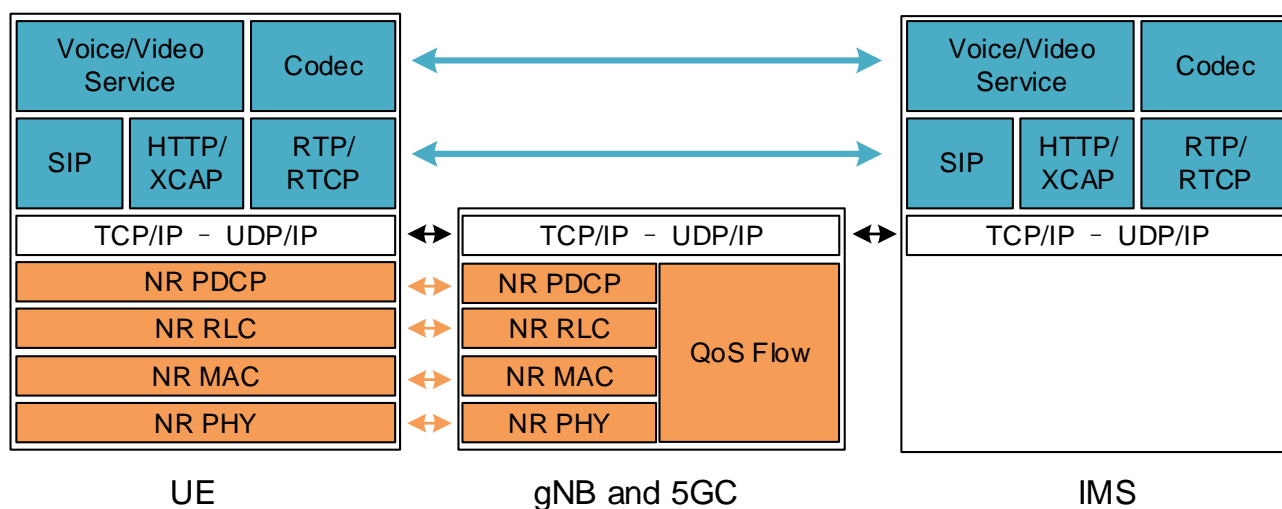 Voice/Video
Service
Codec
SIP
HTTP/
XCAP
RTP/
RTCP
TCP/IP – UDP/IP
NR PDCP
NR RLC
NR MAC
NR PHY
UE
TCP/IP – UDP/IP
NR PDCP
NR RLC
NR MAC
NR PHY
QoS Flow
gNB and 5GC
Voice/Video
Service
Codec
SIP
HTTP/
XCAP
RTP/
RTCP
TCP/IP – UDP/IP
IMS